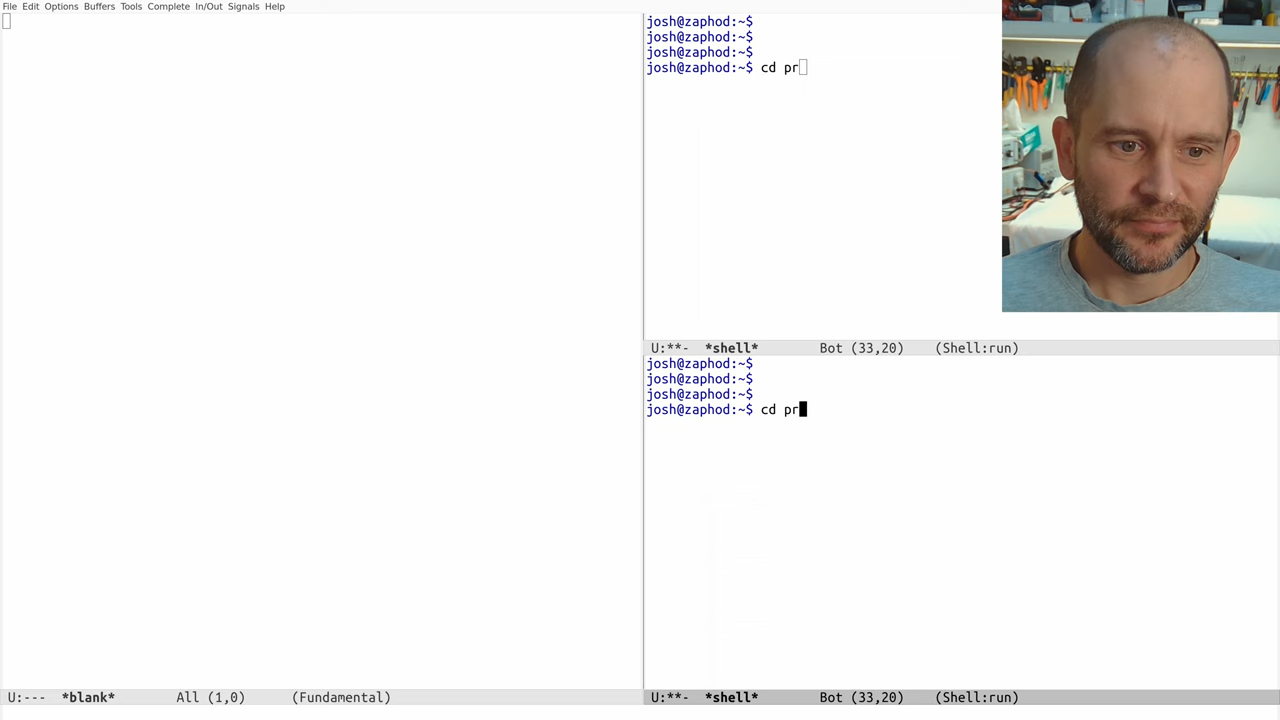 File Edit Options Buffers Tools Complete In/Out Signals Help
josh@zaphod:~$
josh@zaphod:~$
josh@zaphod:~$
josh@zaphod:~$ cd pr
U:**-  *shell*        Bot (33,20)    (Shell:run)
josh@zaphod:~$
josh@zaphod:~$
josh@zaphod:~$
josh@zaphod:~$ cd pr
U:---  *blank*        All (1,0)      (Fundamental)
U:**-  *shell*        Bot (33,20)    (Shell:run)